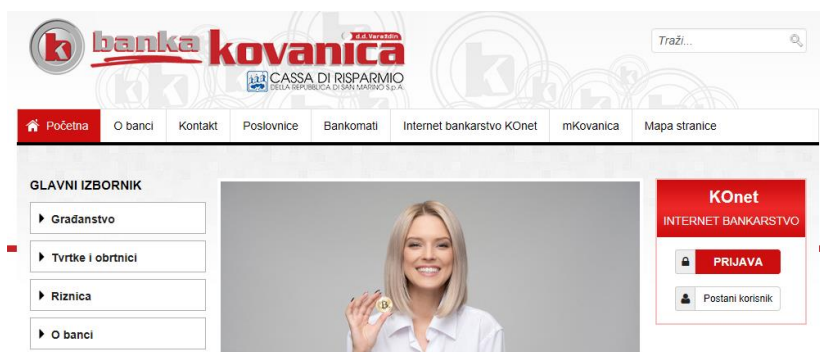 banka kovanica
d.d. Varaždin
CASSA DI RISPARMIO
DELLA REPUBBLICA DI SAN MARINO S.p.A.
Traži...
Početna O banci Kontakt Poslovnice Bankomati Internet bankarstvo KOnet mKovanica Mapa stranice
GLAVNI IZBORNIK
Građanstvo
Tvrtke i obrtnici
Riznica
O banci
KOnet
INTERNET BANKARSTVO
PRIJAVA
Postani korisnik